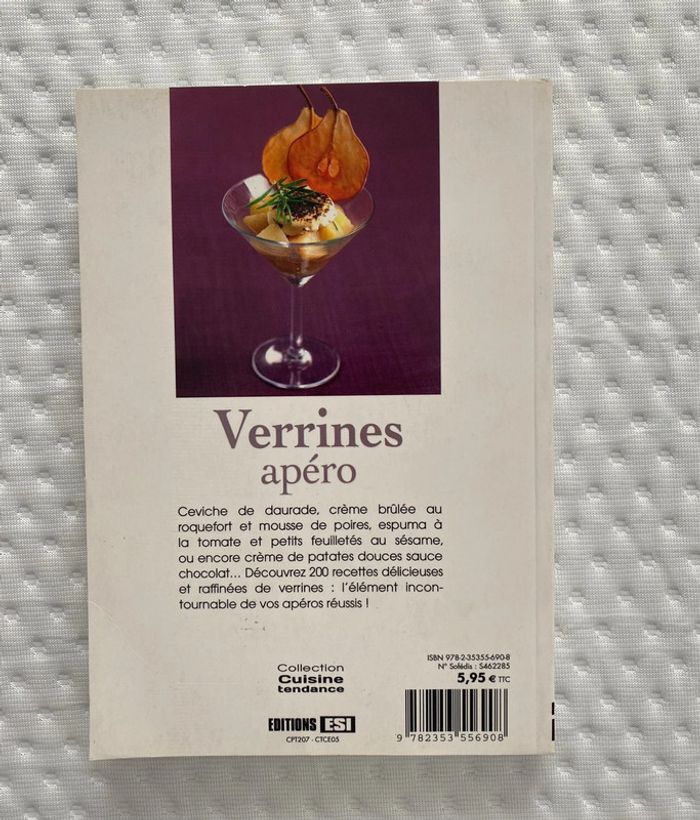 Verrines
apéro
Ceviche de daurade, crème brûlée au
roquefort et mousse de poires, espuma à
la tomate et petits feuilletés au sésame,
ou encore crème de patates douces sauce
chocolat... Découvrez 200 recettes délicieuses
et raffinées de verrines : l'élément incon-
tournable de vos apéros réussis !
ISBN 978-2-35355-690-8
N° Solédis : S462285
5,95 € TTC
Collection
Cuisine
tendance
EDITIONS ESI
CPT207 - CTCE05
9 782353 556908